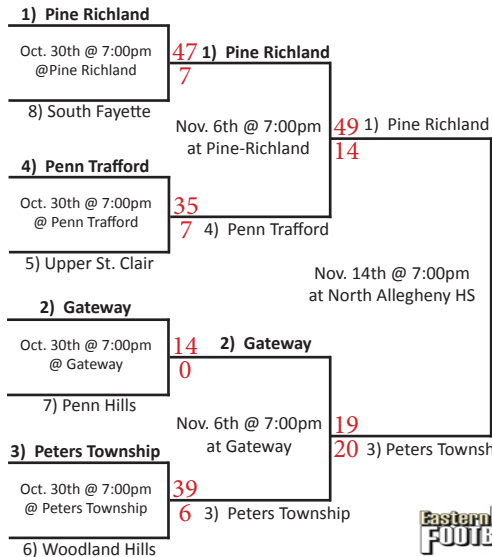 1) Pine Richland
Oct. 30th @ 7:00pm
@Pine Richland
47
7
8) South Fayette
1) Pine Richland
Nov. 6th @ 7:00pm
at Pine-Richland
4) Penn Trafford
Oct. 30th @ 7:00pm
@ Penn Trafford
35
7
5) Upper St. Clair
4) Penn Trafford
49
14
1) Pine Richland
Nov. 14th @ 7:00pm
at North Allegheny HS
2) Gateway
Oct. 30th @ 7:00pm
@ Gateway
14
0
7) Penn Hills
2) Gateway
Nov. 6th @ 7:00pm
at Gateway
3) Peters Township
Oct. 30th @ 7:00pm
@ Peters Township
39
6
6) Woodland Hills
3) Peters Township
19
20
3) Peters Townsh
Eastern
FOOTB